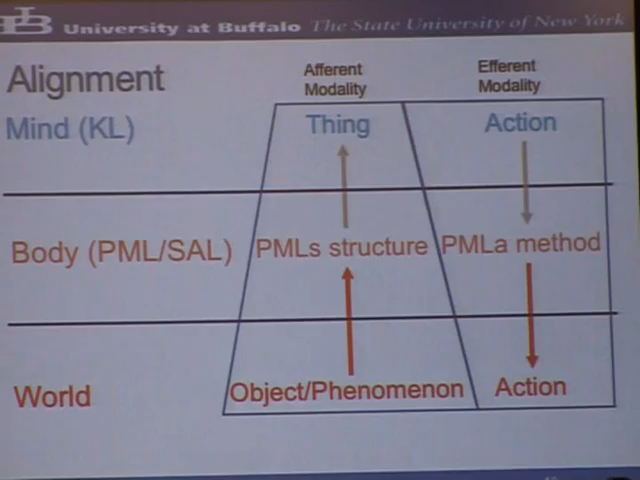 UB University at Buffalo The State University of New York
Alignment
Afferent
Modality
Efferent
Modality
Mind (KL)
Thing
Action
Body (PML/SAL)
PMLs structure
PMLa method
World
Object/Phenomenon
Action